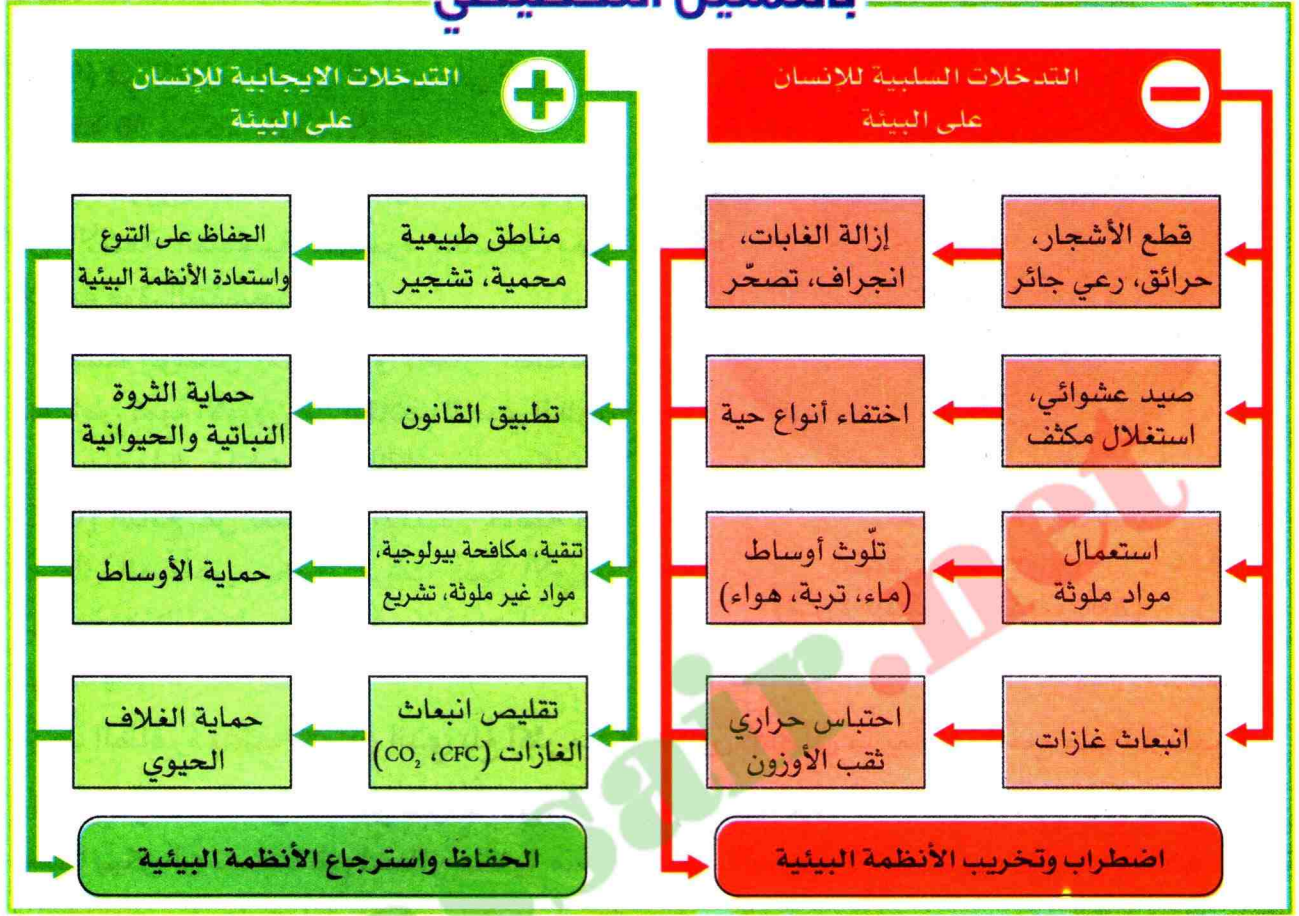 التدخلات السلبية للإنسان
على البيئة
قطع الأشجار،
حرائق، رعي جائر
إزالة الغابات،
انجراف، تصحّر
صيد عشوائي،
استغلال مكثف
اختفاء أنواع حية
استعمال
مواد ملوثة
تلّوث أوساط
(ماء، تربة، هواء)
انبعاث غازات
احتباس حراري
ثقب الأوزون
اضطراب وتخريب الأنظمة البيئية
التدخلات الايجابية للإنسان
على البيئة
مناطق طبيعية
محمية، تشجير
الحفاظ على التنوع
واستعادة الأنظمة البيئية
تطبيق القانون
حماية الثروة
النباتية والحيوانية
تنقية، مكافحة بيولوجية،
مواد غير ملوثة، تشريع
حماية الأوساط
تقليص انبعاث
الغازات (CO₂ ،CFC)
حماية الغلاف
الحيوي
الحفاظ واسترجاع الأنظمة البيئية